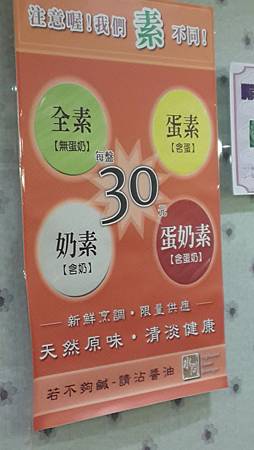 注意喔!我們素不同!
全素
【無蛋奶】
蛋素
【含蛋】
每盤
30元
奶素
【含奶】
蛋奶素
【含蛋奶】
新鮮烹調・限量供應
天然原味・清淡健康
若不夠鹹-請沾醬油